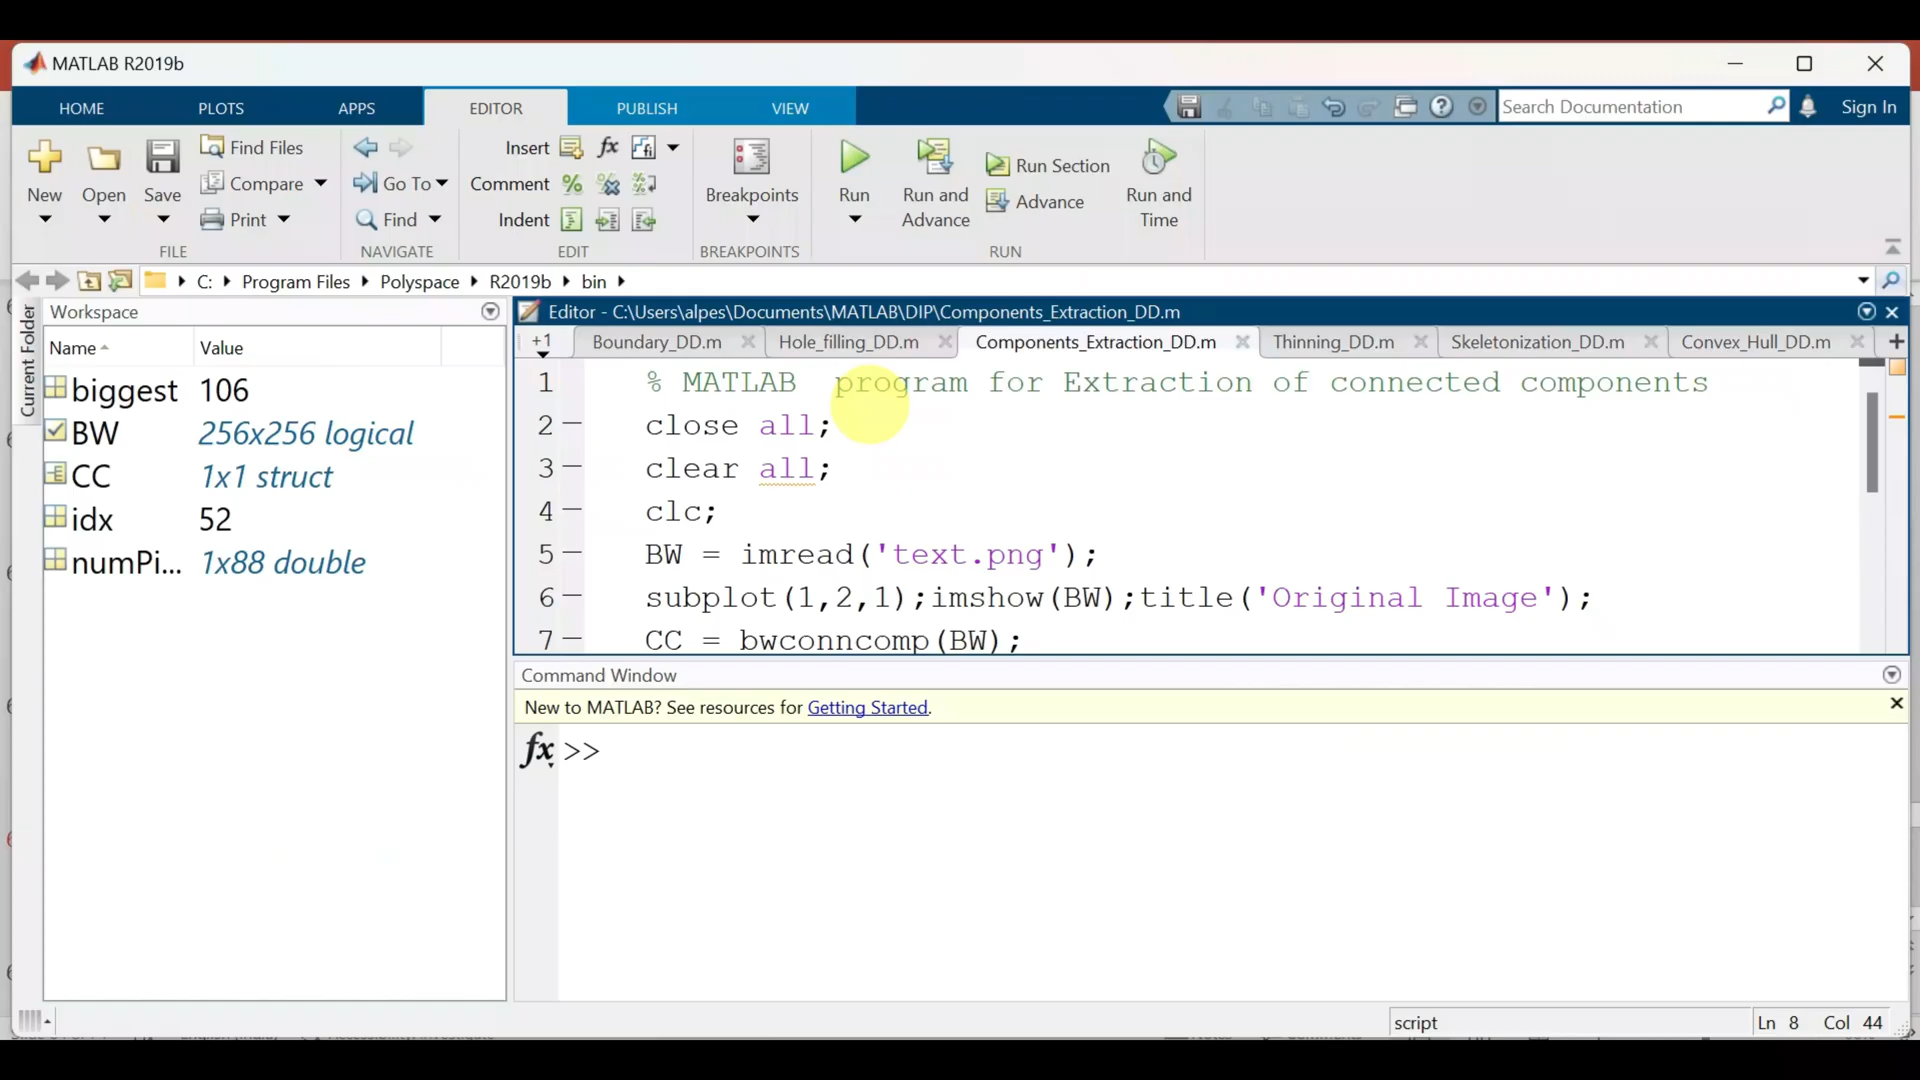 MATLAB R2019b
HOME PLOTS APPS EDITOR PUBLISH VIEW Search Documentation Sign In
New Open Save Find Files Compare Print
FILE
Go To Find
NAVIGATE
Insert fx
Comment %
Indent
EDIT
Breakpoints
BREAKPOINTS
Run Run and Advance Run Section Advance Run and Time
RUN
C: Program Files Polyspace R2019b bin
Current Folder
Workspace
Name Value
biggest 106
BW 256x256 logical
CC 1x1 struct
idx 52
numPi... 1x88 double
Editor - C:\Users\alpes\Documents\MATLAB\DIP\Components_Extraction_DD.m
+1 Boundary_DD.m Hole_filling_DD.m Components_Extraction_DD.m Thinning_DD.m Skeletonization_DD.m Convex_Hull_DD.m
1 % MATLAB program for Extraction of connected components
2 close all;
3 clear all;
4 clc;
5 BW = imread('text.png');
6 subplot(1,2,1);imshow(BW);title('Original Image');
7 CC = bwconncomp(BW);
Command Window
New to MATLAB? See resources for Getting Started.
fx >>
script Ln 8 Col 44